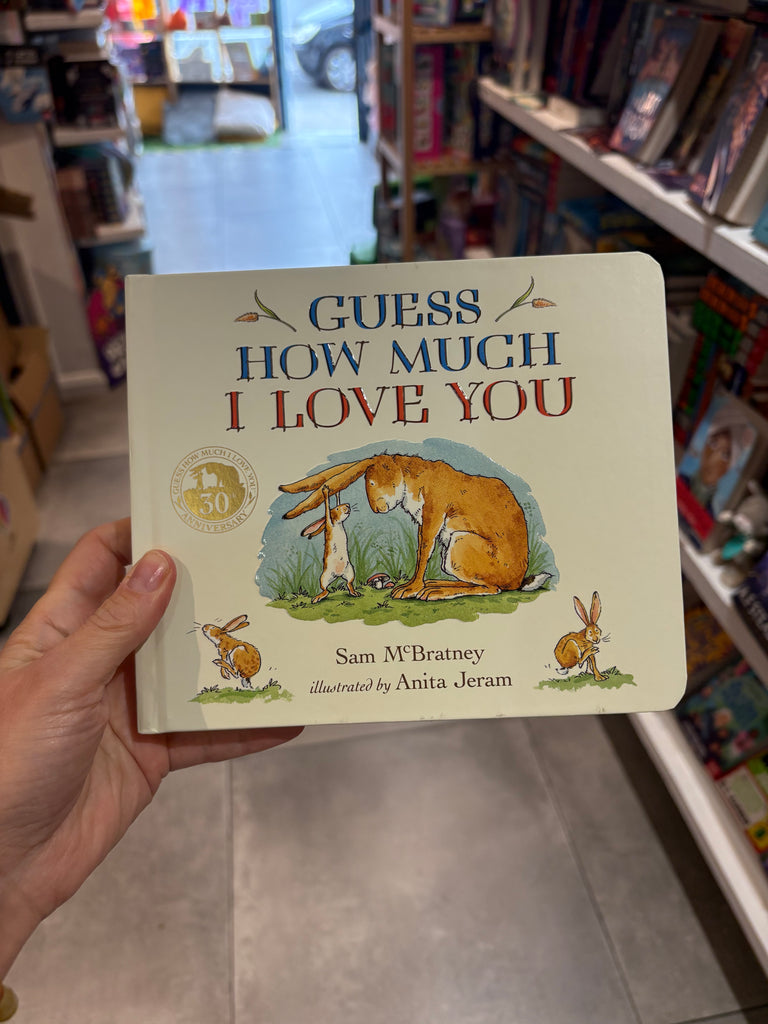 GUESS
HOW MUCH
I LOVE YOU
GUESS HOW MUCH I LOVE YOU
30
ANNIVERSARY
Sam McBratney
illustrated by Anita Jeram